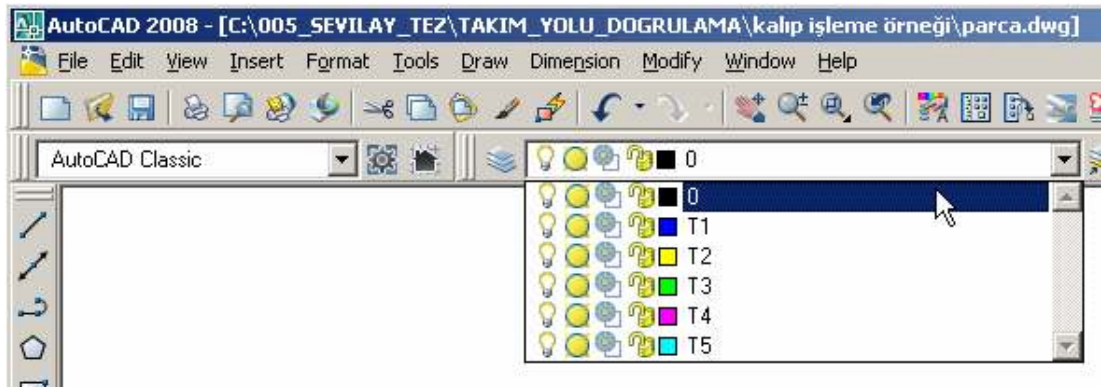 AutoCAD 2008 - [C:\005_SEVILAY_TEZ\TAKIM_YOLU_DOGRULAMA\kalıp işleme örneği\parca.dwg]
File Edit View Insert Format Tools Draw Dimension Modify Window Help
AutoCAD Classic 0
0
T1
T2
T3
T4
T5